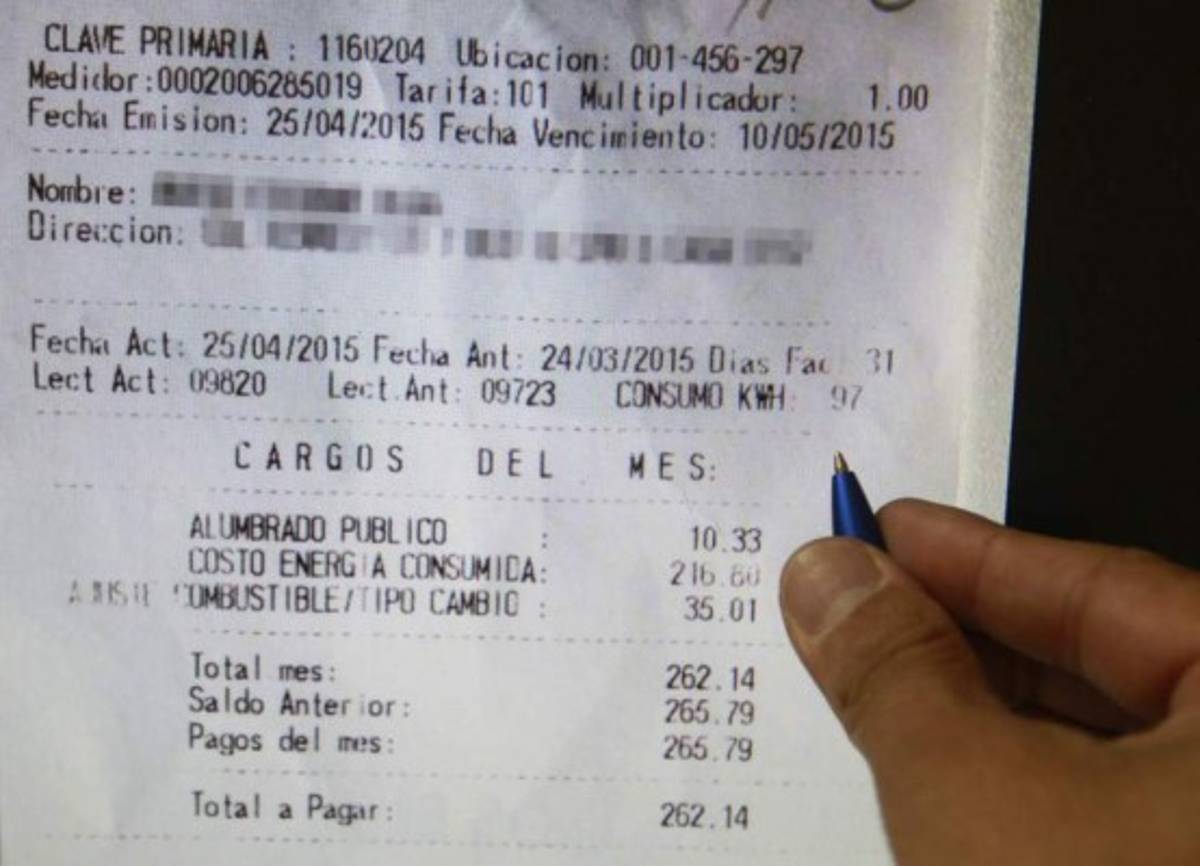 CLAVE PRIMARIA : 1160204 Ubicacion: 001-456-297
Medidor:0002006285019 Tarifa:101 Multiplicador: 1.00
Fecha Emision: 25/04/2015 Fecha Vencimiento: 10/05/2015
Nombre:
Direccion:
Fecha Act: 25/04/2015 Fecha Ant: 24/03/2015 Dias Fac 31
Lect Act: 09820 Lect.Ant: 09723 CONSUMO KWH: 97
CARGOS DEL MES:
ALUMBRADO PUBLICO : 10.33
COSTO ENERGIA CONSUMIDA: 216.80
AJUSTE COMBUSTIBLE/TIPO CAMBIO : 35.01
Total mes: 262.14
Saldo Anterior: 265.79
Pagos del mes: 265.79
Total a Pagar: 262.14